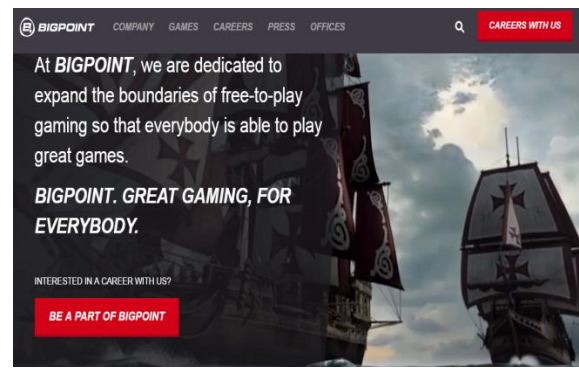 BIGPOINT COMPANY GAMES CAREERS PRESS OFFICES CAREERS WITH US
At BIGPOINT, we are dedicated to
expand the boundaries of free-to-play
gaming so that everybody is able to play
great games.
BIGPOINT. GREAT GAMING, FOR
EVERYBODY.
INTERESTED IN A CAREER WITH US?
BE A PART OF BIGPOINT